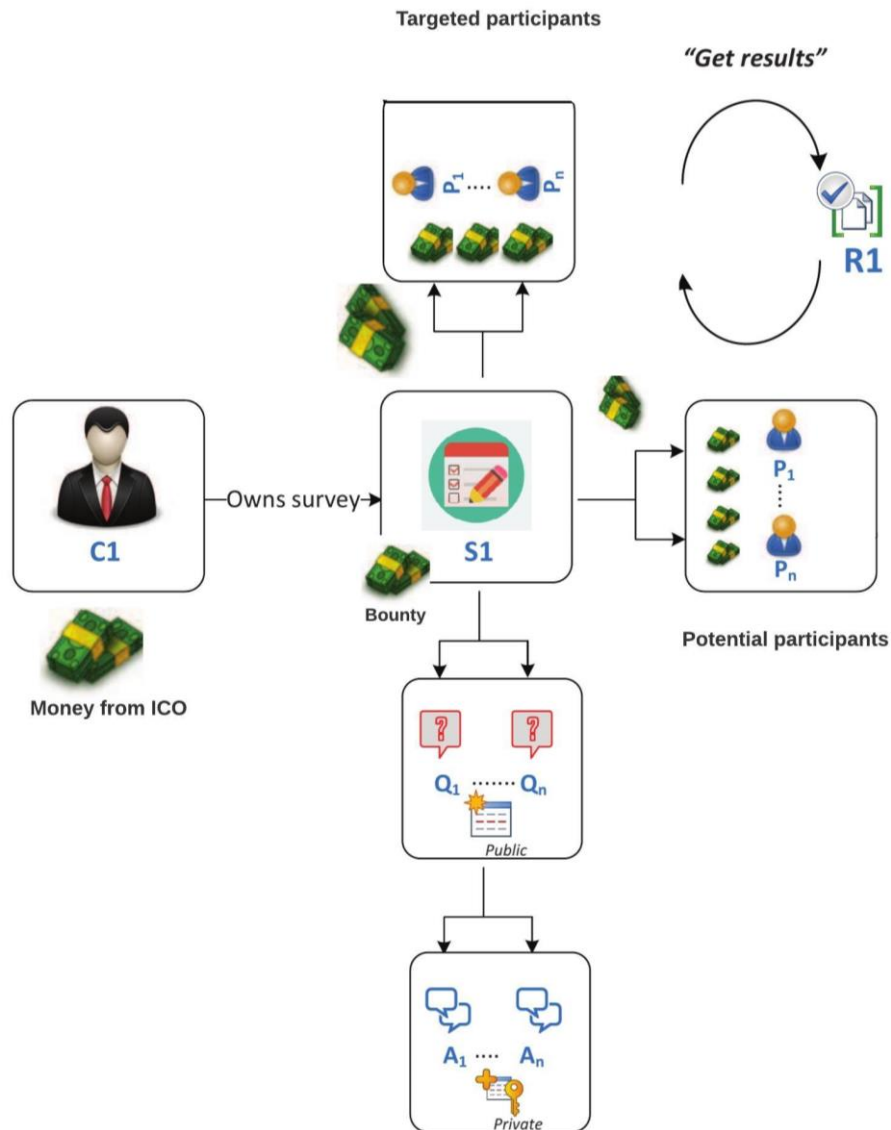 Targeted participants
“Get results”
P1 .... Pn
R1
C1
Owns survey
S1
P1
Pn
Bounty
Money from ICO
Potential participants
? ?
Q1 ....... Qn
Public
A1 .... An
Private